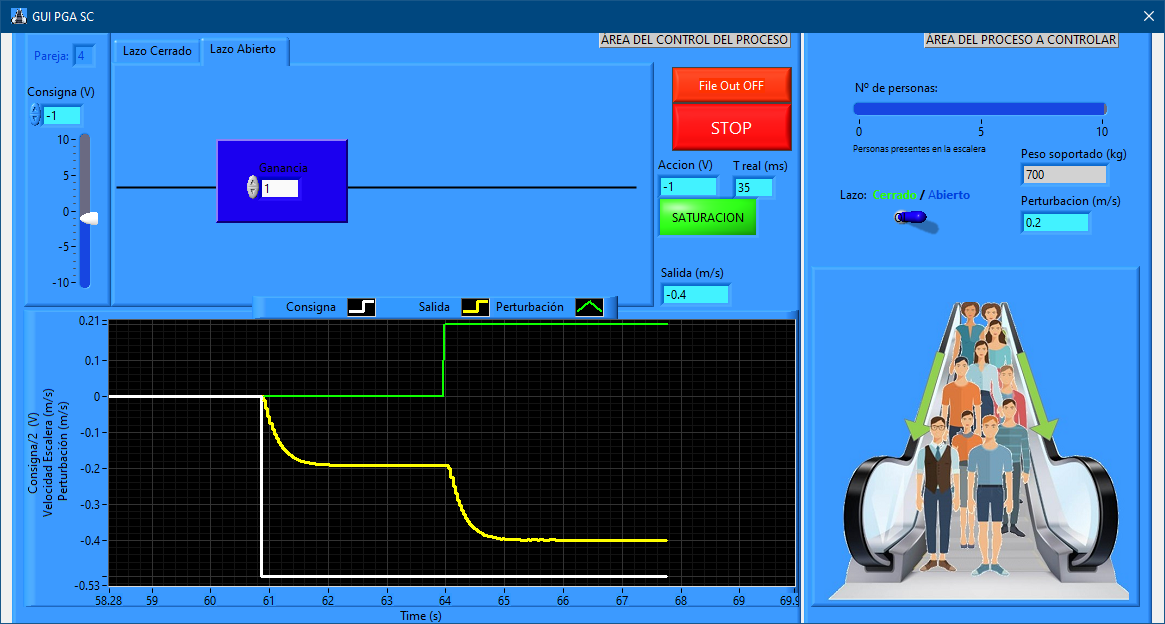 GUI PGA SC
Pareja: 4
Consigna (V)
-1
10
5
0
-5
-10
Lazo Cerrado
Lazo Abierto
Ganancia
1
ÁREA DEL CONTROL DEL PROCESO
File Out OFF
STOP
Accion (V)
T real (ms)
-1
35
SATURACION
Salida (m/s)
-0.4
Consigna
Salida
Perturbación
Consigna/2 (V)
Velocidad Escalera (m/s)
Perturbación (m/s)
0.21
0.1
0
-0.1
-0.2
-0.3
-0.4
-0.53
58.28 59 60 61 62 63 64 65 66 67 68 69 69.9
Time (s)
ÁREA DEL PROCESO A CONTROLAR
Nº de personas:
0 5 10
Personas presentes en la escalera
Peso soportado (kg)
700
Lazo: Cerrado / Abierto
Perturbacion (m/s)
0.2